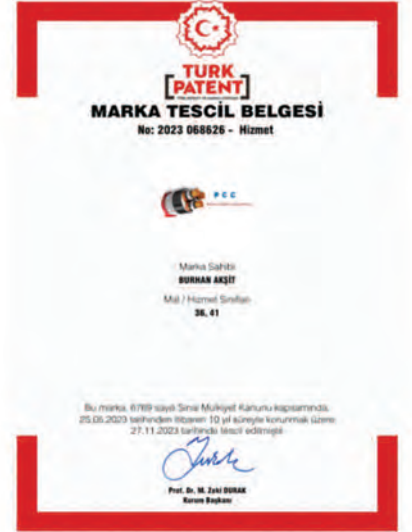 TURK
PATENT
MARKA TESCİL BELGESİ
No: 2023 068626 - Hizmet
PCC
Marka Sahibi
BURHAN AKŞİT
Mal / Hizmet Sınıfları
36, 41
Bu marka, 6769 sayılı Sınai Mülkiyet Kanunu kapsamında,
25.05.2023 tarihinden itibaren 10 yıl süreyle korunmak üzere
27.11.2023 tarihinde tescil edilmiştir.
Prof. Dr. M. Zeki DURAK
Kurum Başkanı